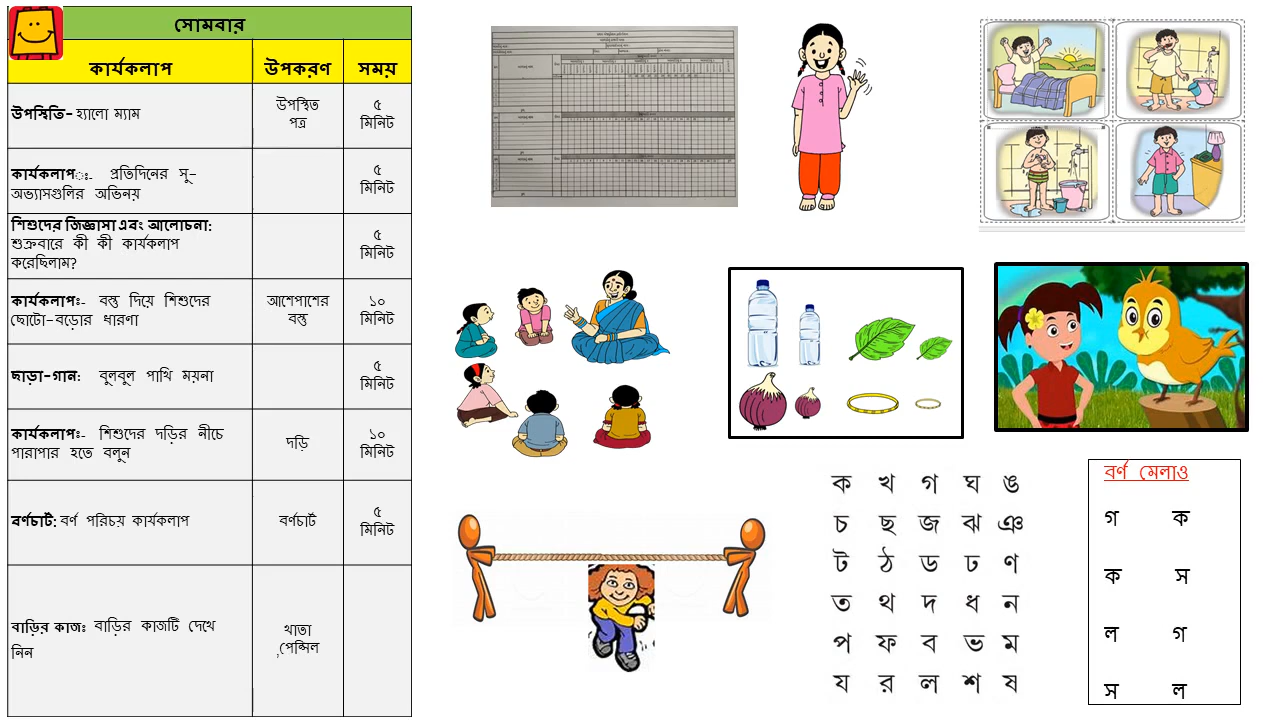 সোমবার
কার্যকলাপ উপকরণ সময়
উপস্থিতি- হ্যালো ম্যাম
উপস্থিত
পত্র
৫
মিনিট
কার্যকলাপঃ- প্রতিদিনের সু-
অভ্যাসগুলির অভিনয়
৫
মিনিট
শিশুদের জিজ্ঞাসা এবং আলোচনা:
শুক্রবারে কী কী কার্যকলাপ
করেছিলাম?
৫
মিনিট
কার্যকলাপঃ- বস্তু দিয়ে শিশুদের
ছোটো-বড়োর ধারণা
আশেপাশের
বস্তু
১০
মিনিট
ছাড়া-গান: বুলবুল পাখি ময়না
৫
মিনিট
কার্যকলাপঃ- শিশুদের দড়ির নীচে
পারাপার হতে বলুন
দড়ি
১০
মিনিট
বর্ণচার্ট: বর্ণ পরিচয় কার্যকলাপ
বর্ণচার্ট
৫
মিনিট
বাড়ির কাজঃ বাড়ির কাজটি দেখে
নিন
খাতা
,পেন্সিল
ক খ গ ঘ ঙ
চ ছ জ ঝ ঞ
ট ঠ ড ঢ ণ
ত থ দ ধ ন
প ফ ব ভ ম
য র ল শ ষ
বর্ণ মেলাও
গ ক
ক স
ল গ
স ল